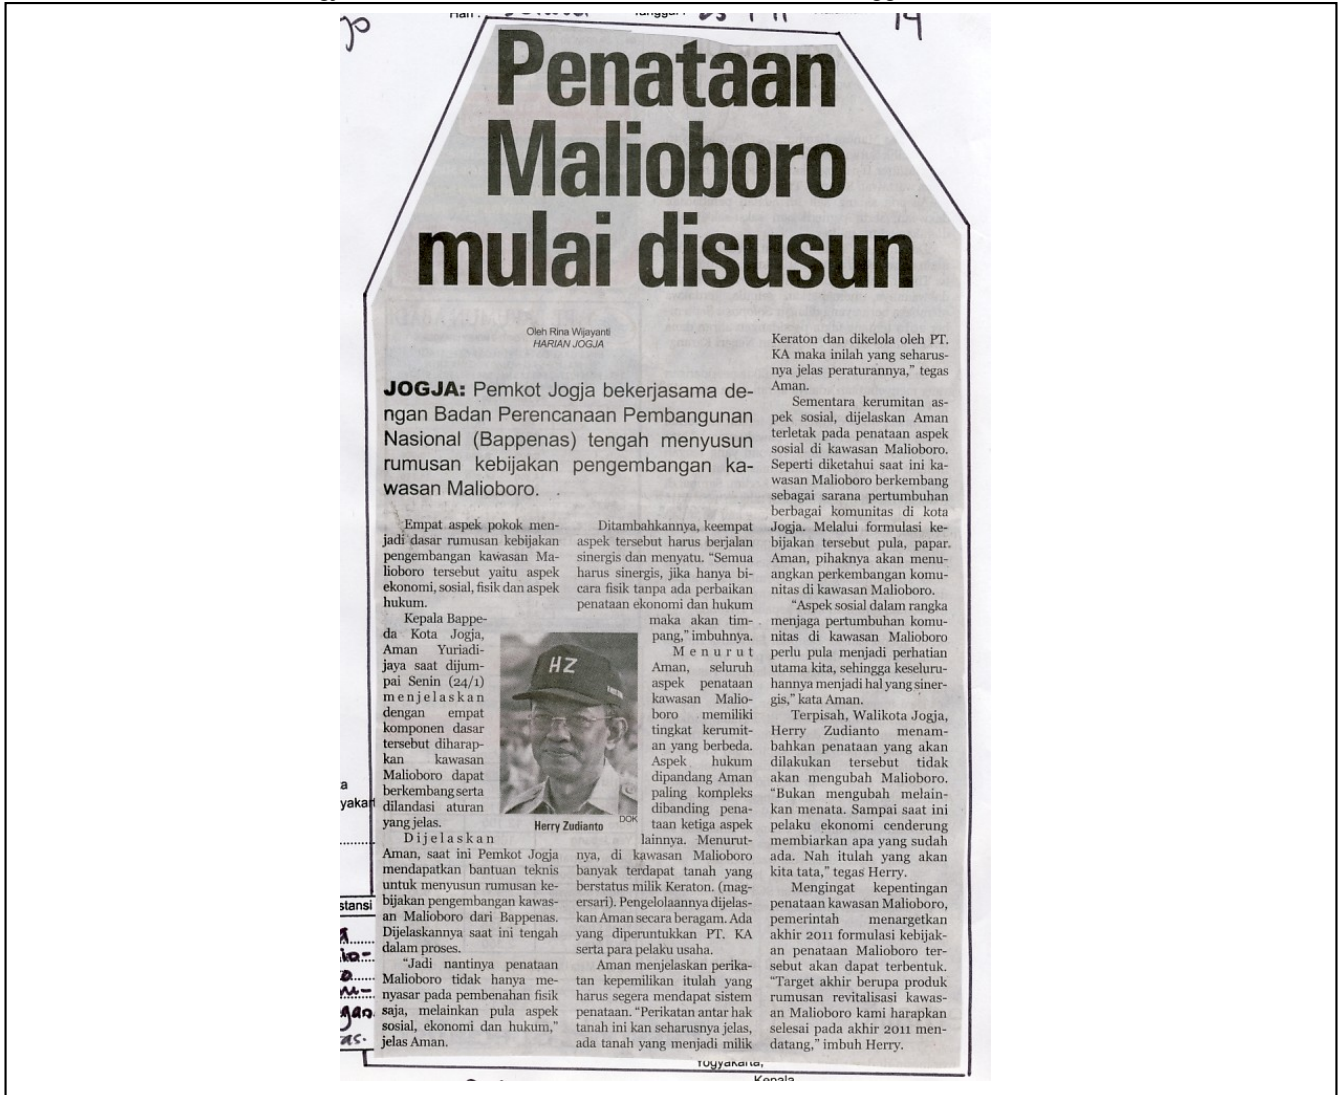 Penataan
Malioboro
mulai disusun
Oleh Rina Wijayanti
HARIAN JOGJA
JOGJA: Pemkot Jogja bekerjasama de-
ngan Badan Perencanaan Pembangunan
Nasional (Bappenas) tengah menyusun
rumusan kebijakan pengembangan ka-
wasan Malioboro.
Empat aspek pokok men-
jadi dasar rumusan kebijakan
pengembangan kawasan Ma-
lioboro tersebut yaitu aspek
ekonomi, sosial, fisik dan aspek
hukum.
Kepala Bappe-
da Kota Jogja,
Aman Yuriadi-
jaya saat dijum-
pai Senin (24/1)
menjelaskan
dengan empat
komponen dasar
tersebut diharap-
kan kawasan
Malioboro dapat
berkembang serta
dilandasi aturan
yang jelas.
Dijelaskan
Aman, saat ini Pemkot Jogja
mendapatkan bantuan teknis
untuk menyusun rumusan ke-
bijakan pengembangan kawas-
an Malioboro dari Bappenas.
Dijelaskannya saat ini tengah
dalam proses.
“Jadi nantinya penataan
Malioboro tidak hanya me-
nyasar pada pembenahan fisik
saja, melainkan pula aspek
sosial, ekonomi dan hukum,”
jelas Aman.
Ditambahkannya, keempat
aspek tersebut harus berjalan
sinergis dan menyatu. “Semua
harus sinergis, jika hanya bi-
cara fisik tanpa ada perbaikan
penataan ekonomi dan hukum
maka akan tim-
pang,” imbuhnya.
Menurut
Aman, seluruh
aspek penataan
kawasan Malio-
boro memiliki
tingkat kerumit-
an yang berbeda.
Aspek hukum
dipandang Aman
paling kompleks
dibanding pena-
taan ketiga aspek
lainnya. Menurut-
nya, di kawasan Malioboro
banyak terdapat tanah yang
berstatus milik Keraton. (mag-
ersari). Pengelolaannya dijelas-
kan Aman secara beragam. Ada
yang diperuntukkan PT. KA
serta para pelaku usaha.
Aman menjelaskan perika-
tan kepemilikan itulah yang
harus segera mendapat sistem
penataan. “Perikatan antar hak
tanah ini kan seharusnya jelas,
ada tanah yang menjadi milik
HZ
DOK
Herry Zudianto
Keraton dan dikelola oleh PT.
KA maka inilah yang seharus-
nya jelas peraturannya,” tegas
Aman.
Sementara kerumitan as-
pek sosial, dijelaskan Aman
terletak pada penataan aspek
sosial di kawasan Malioboro.
Seperti diketahui saat ini ka-
wasan Malioboro berkembang
sebagai sarana pertumbuhan
berbagai komunitas di kota
Jogja. Melalui formulasi ke-
bijakan tersebut pula, papar
Aman, pihaknya akan menu-
angkan perkembangan komu-
nitas di kawasan Malioboro.
“Aspek sosial dalam rangka
menjaga pertumbuhan komu-
nitas di kawasan Malioboro
perlu pula menjadi perhatian
utama kita, sehingga keseluru-
hannya menjadi hal yang siner-
gis,” kata Aman.
Terpisah, Walikota Jogja,
Herry Zudianto menam-
bahkan penataan yang akan
dilakukan tersebut tidak
akan mengubah Malioboro.
“Bukan mengubah melain-
kan menata. Sampai saat ini
pelaku ekonomi cenderung
membiarkan apa yang sudah
ada. Nah itulah yang akan
kita tata,” tegas Herry.
Mengingat kepentingan
penataan kawasan Malioboro,
pemerintah menargetkan
akhir 2011 formulasi kebijak-
an penataan Malioboro ter-
sebut akan dapat terbentuk.
“Target akhir berupa produk
rumusan revitalisasi kawas-
an Malioboro kami harapkan
selesai pada akhir 2011 men-
datang,” imbuh Herry.
14
stansi
Yogyakarta,
Kepala